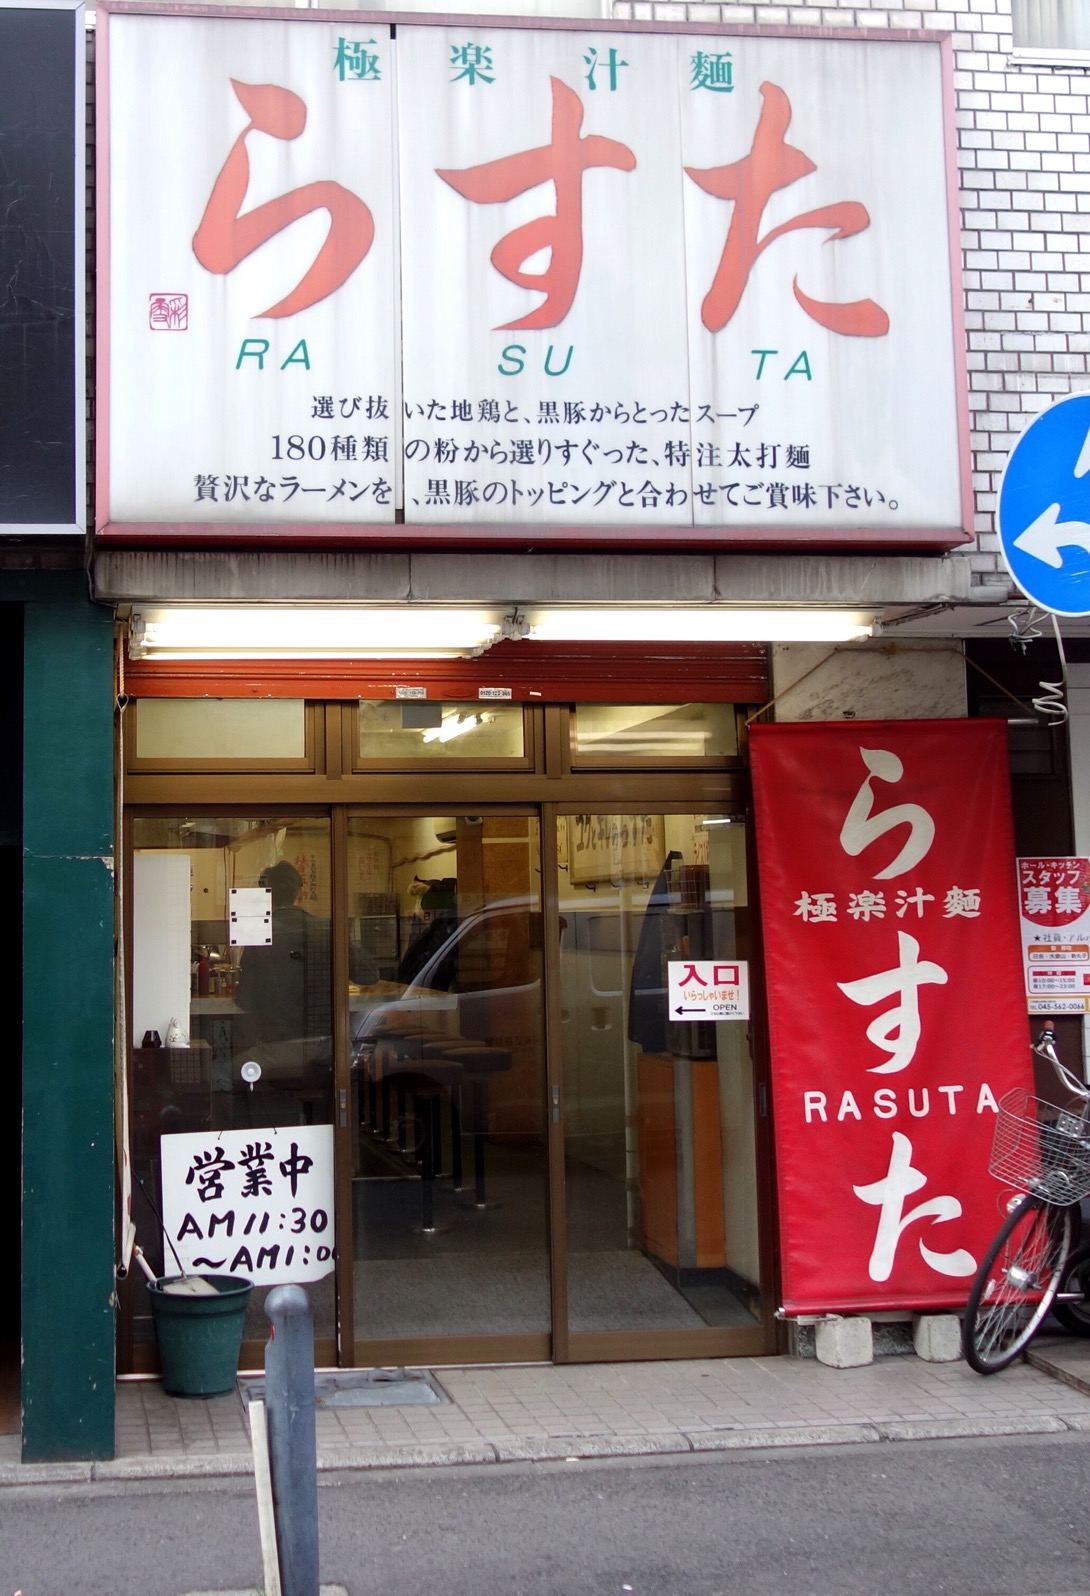 極楽汁麺
らすた
RA SU TA
選び抜いた地鶏と、黒豚からとったスープ
180種類の粉から選りすぐった、特注太打麺
贅沢なラーメンを、黒豚のトッピングと合わせてご賞味下さい。
らすた
極楽汁麺
RASUTA
ホール・キッチン
スタッフ
募集
TEL 045-562-0066
入口
いらっしゃいませ!
OPEN
営業中
AM11:30
〜AM1:00